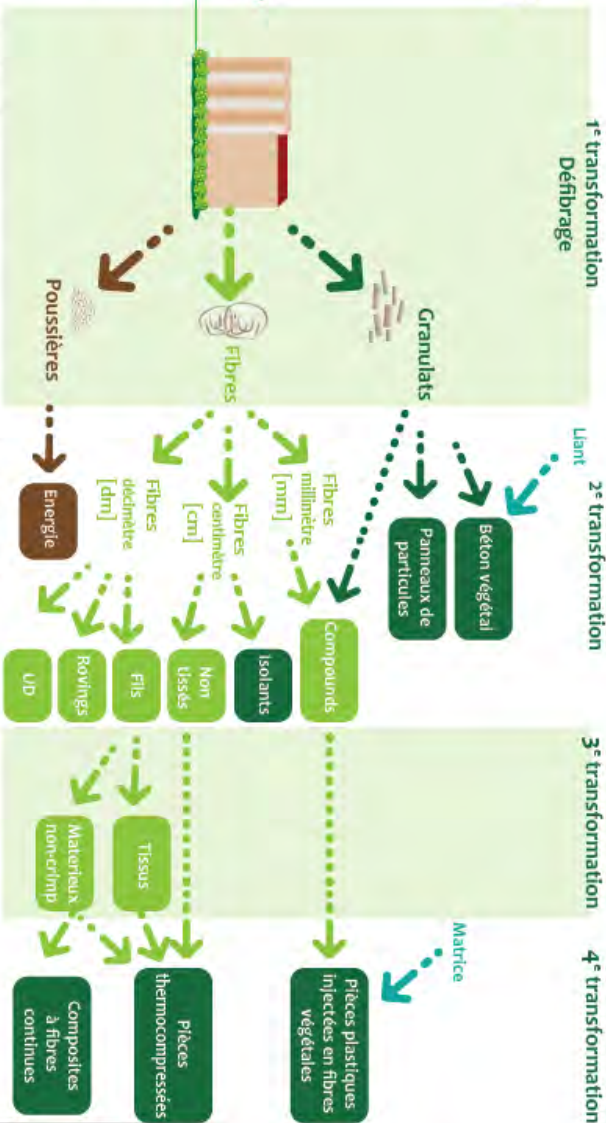 1e transformation
Défibrage
Granulats
Fibres
Poussières
2e transformation
Liant
Béton végétal
Panneaux de
particules
Fibres
millimètre
[mm]
Fibres
centimètre
[cm]
Fibres
décimètre
[dm]
Energie
Compounds
Isolants
Non
tissés
Fils
Rovings
UD
3e transformation
Tissus
Materieux
non-crimp
4e transformation
Matrice
Pièces plastiques
injectées en fibres
végétales
Pièces
thermocompressées
Composites
à fibres
continues